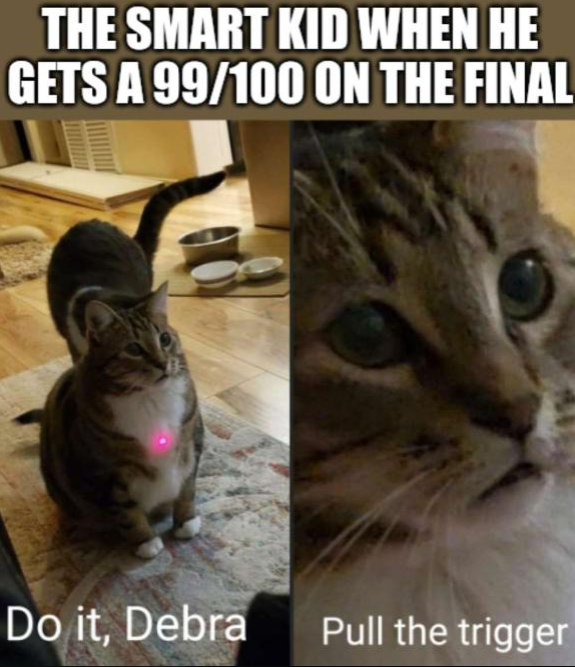 THE SMART KID WHEN HE
GETS A 99/100 ON THE FINAL
Do it, Debra
Pull the trigger